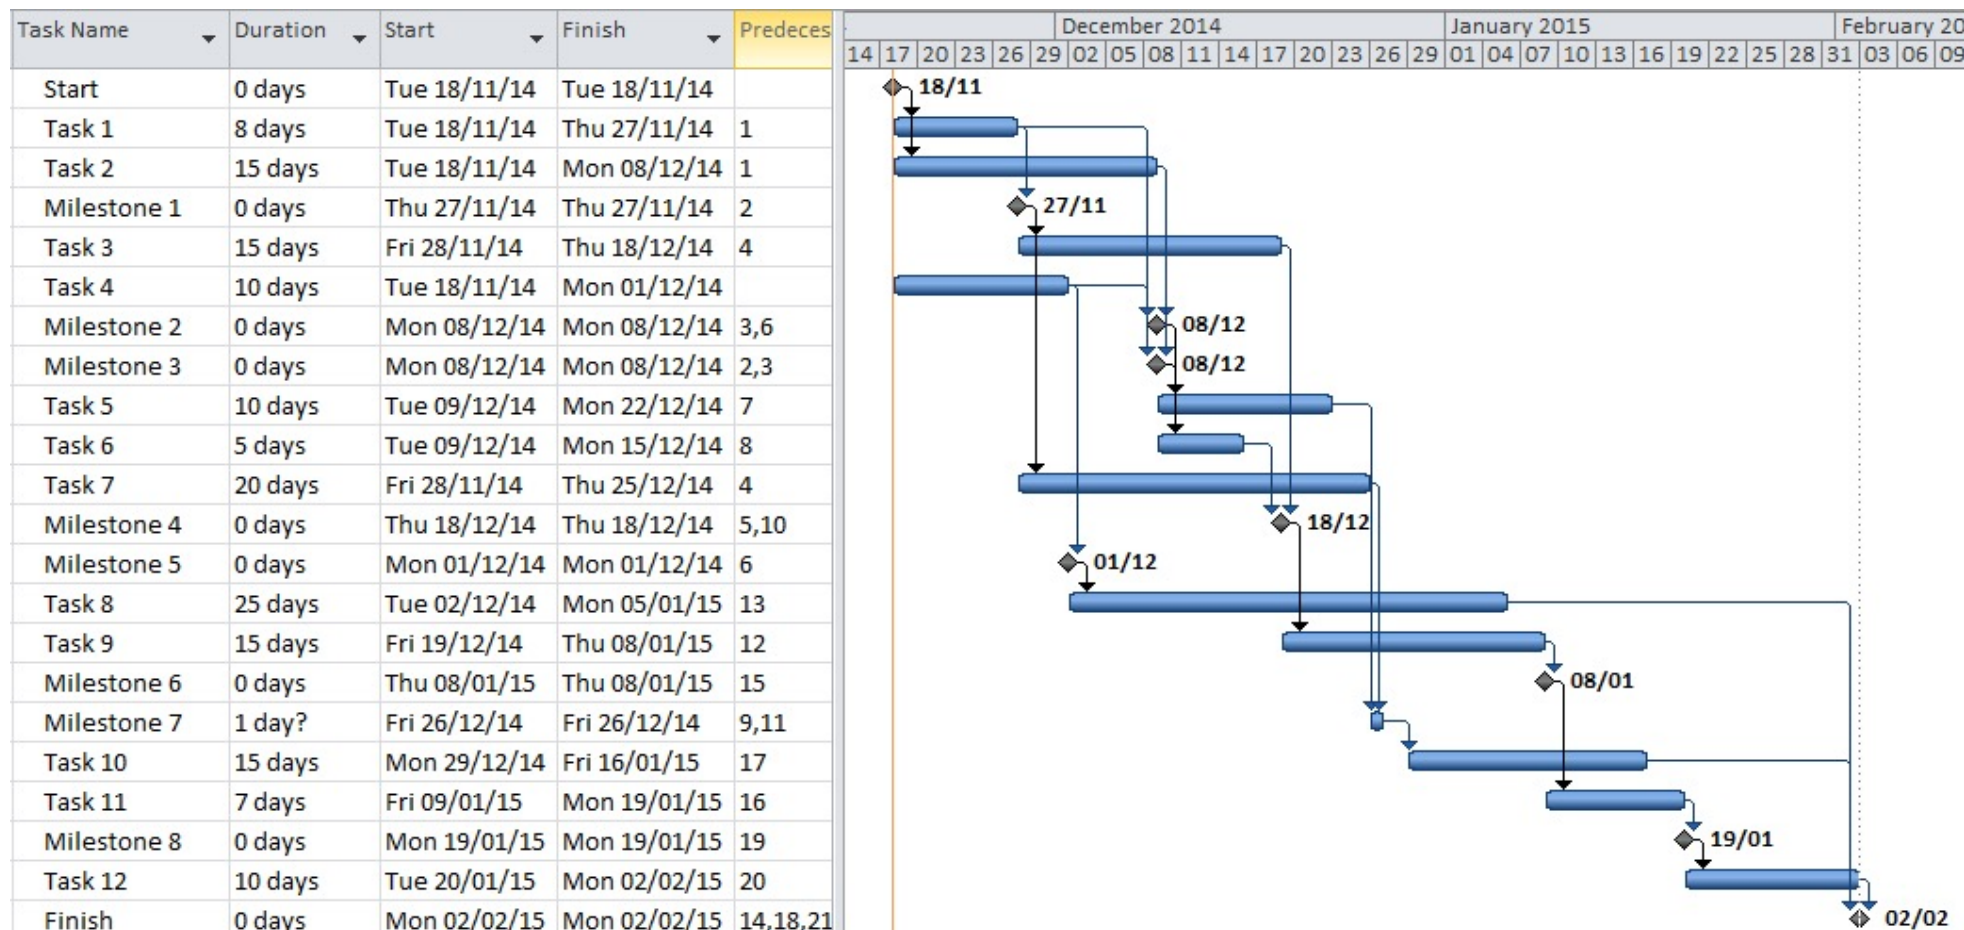 Task Name Duration Start Finish Predeces
December 2014 January 2015 February 20
14 17 20 23 26 29 02 05 08 11 14 17 20 23 26 29 01 04 07 10 13 16 19 22 25 28 31 03 06 09
Start 0 days Tue 18/11/14 Tue 18/11/14 18/11
Task 1 8 days Tue 18/11/14 Thu 27/11/14 1
Task 2 15 days Tue 18/11/14 Mon 08/12/14 1
Milestone 1 0 days Thu 27/11/14 Thu 27/11/14 2 27/11
Task 3 15 days Fri 28/11/14 Thu 18/12/14 4
Task 4 10 days Tue 18/11/14 Mon 01/12/14
Milestone 2 0 days Mon 08/12/14 Mon 08/12/14 3,6 08/12
Milestone 3 0 days Mon 08/12/14 Mon 08/12/14 2,3 08/12
Task 5 10 days Tue 09/12/14 Mon 22/12/14 7
Task 6 5 days Tue 09/12/14 Mon 15/12/14 8
Task 7 20 days Fri 28/11/14 Thu 25/12/14 4
Milestone 4 0 days Thu 18/12/14 Thu 18/12/14 5,10 18/12
Milestone 5 0 days Mon 01/12/14 Mon 01/12/14 6 01/12
Task 8 25 days Tue 02/12/14 Mon 05/01/15 13
Task 9 15 days Fri 19/12/14 Thu 08/01/15 12
Milestone 6 0 days Thu 08/01/15 Thu 08/01/15 15 08/01
Milestone 7 1 day? Fri 26/12/14 Fri 26/12/14 9,11
Task 10 15 days Mon 29/12/14 Fri 16/01/15 17
Task 11 7 days Fri 09/01/15 Mon 19/01/15 16
Milestone 8 0 days Mon 19/01/15 Mon 19/01/15 19 19/01
Task 12 10 days Tue 20/01/15 Mon 02/02/15 20
Finish 0 days Mon 02/02/15 Mon 02/02/15 14,18,21 02/02